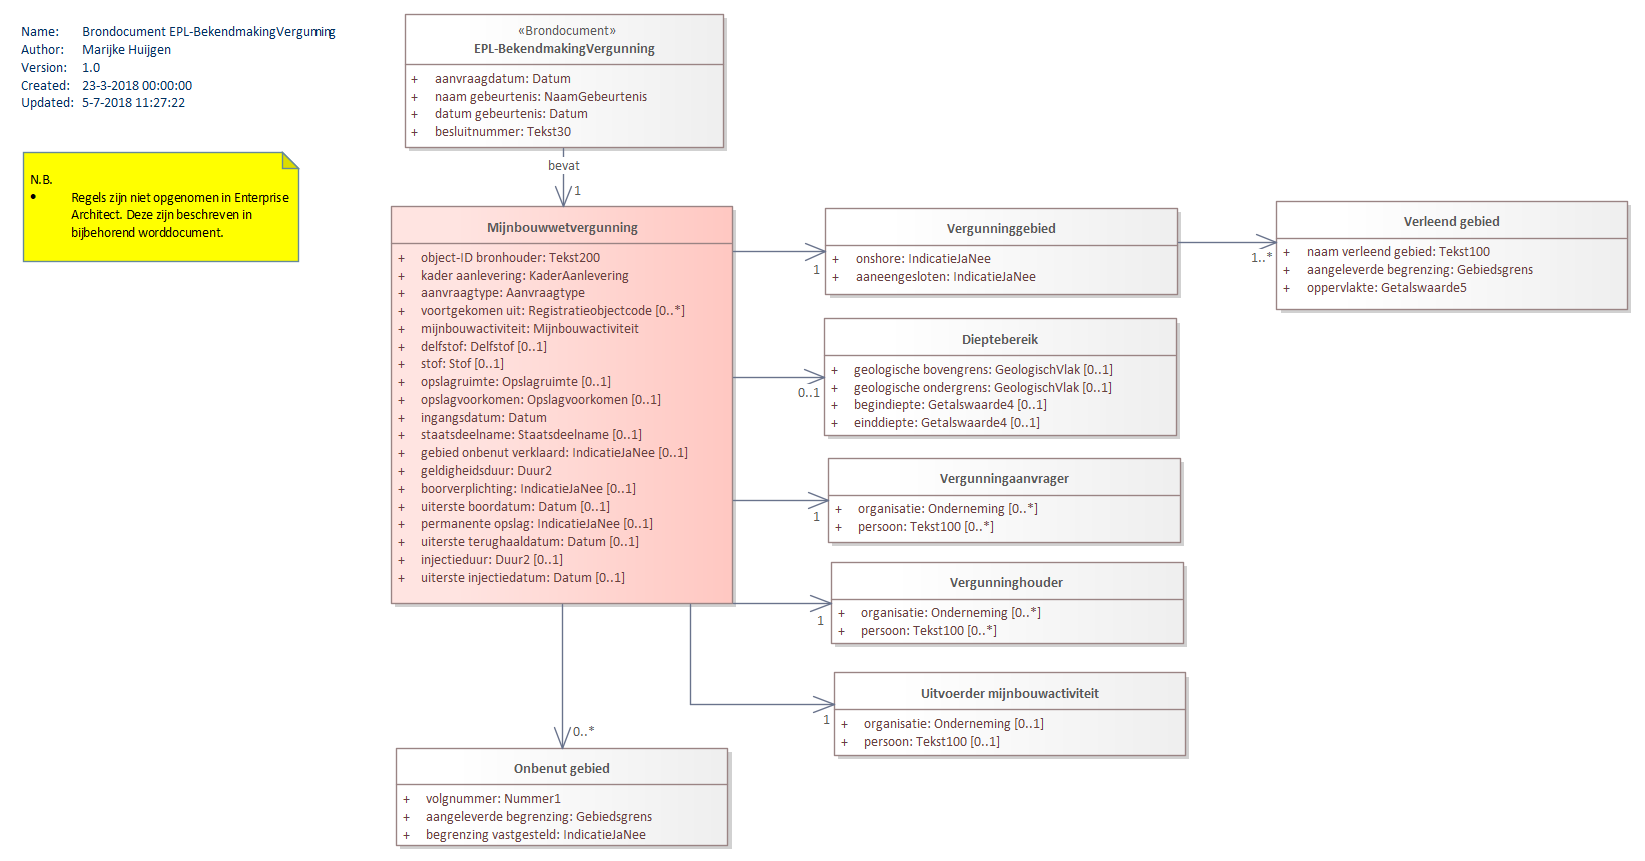 Name: Brondocument EPL-BekendmakingVergunning
Author: Marijke Huijgen
Version: 1.0
Created: 23-3-2018 00:00:00
Updated: 5-7-2018 11:27:22
N.B.
• Regels zijn niet opgenomen in Enterprise
Architect. Deze zijn beschreven in
bijbehorend worddocument.
«Brondocument»
EPL-BekendmakingVergunning
+ aanvraagdatum: Datum
+ naam gebeurtenis: NaamGebeurtenis
+ datum gebeurtenis: Datum
+ besluitnummer: Tekst30
bevat
1
Mijnbouwwetvergunning
+ object-ID bronhouder: Tekst200
+ kader aanlevering: KaderAanlevering
+ aanvraagtype: Aanvraagtype
+ voortgekomen uit: Registratieobjectcode [0..*]
+ mijnbouwactiviteit: Mijnbouwactiviteit
+ delfstof: Delfstof [0..1]
+ stof: Stof [0..1]
+ opslagruimte: Opslagruimte [0..1]
+ opslagvoorkomen: Opslagvoorkomen [0..1]
+ ingangsdatum: Datum
+ staatsdeelname: Staatsdeelname [0..1]
+ gebied onbenut verklaard: IndicatieJaNee [0..1]
+ geldigheidsduur: Duur2
+ boorverplichting: IndicatieJaNee [0..1]
+ uiterste boordatum: Datum [0..1]
+ permanente opslag: IndicatieJaNee [0..1]
+ uiterste terughaaldatum: Datum [0..1]
+ injectieduur: Duur2 [0..1]
+ uiterste injectiedatum: Datum [0..1]
1
Vergunninggebied
+ onshore: IndicatieJaNee
+ aaneengesloten: IndicatieJaNee
1..*
Verleend gebied
+ naam verleend gebied: Tekst100
+ aangeleverde begrenzing: Gebiedsgrens
+ oppervlakte: Getalswaarde5
0..1
Dieptebereik
+ geologische bovengrens: GeologischVlak [0..1]
+ geologische ondergrens: GeologischVlak [0..1]
+ begindiepte: Getalswaarde4 [0..1]
+ einddiepte: Getalswaarde4 [0..1]
1
Vergunningaanvrager
+ organisatie: Onderneming [0..*]
+ persoon: Tekst100 [0..*]
1
Vergunninghouder
+ organisatie: Onderneming [0..*]
+ persoon: Tekst100 [0..*]
1
Uitvoerder mijnbouwactiviteit
+ organisatie: Onderneming [0..1]
+ persoon: Tekst100 [0..1]
0..*
Onbenut gebied
+ volgnummer: Nummer1
+ aangeleverde begrenzing: Gebiedsgrens
+ begrenzing vastgesteld: IndicatieJaNee